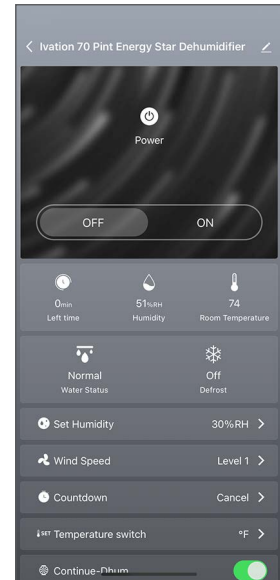 Ivation 70 Pint Energy Star Dehumidifier
Power
OFF ON
0min 51%RH 74
Left time Humidity Room Temperature
Normal Off
Water Status Defrost
Set Humidity 30%RH
Wind Speed Level 1
Countdown Cancel
SET Temperature switch °F
Continue-Dhum